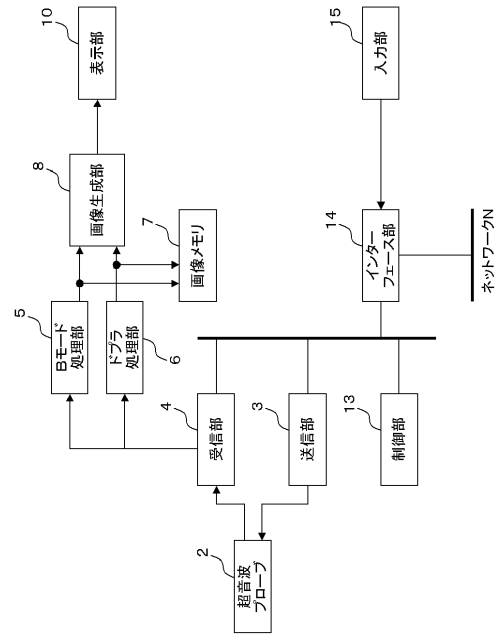 2
超音波
プローブ
4
受信部
3
送信部
13
制御部
5
Bモード
処理部
6
ドプラ
処理部
7
画像メモリ
8
画像生成部
10
表示部
14
インター
フェース部
15
入力部
ネットワークN